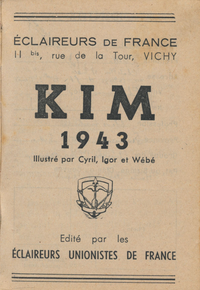 ÉCLAIREURS DE FRANCE
11 bis, rue de la Tour, VICHY
KIM
1943
Illustré par Cyril, Igor et Wébé
Edité par les
ÉCLAIREURS UNIONISTES DE FRANCE